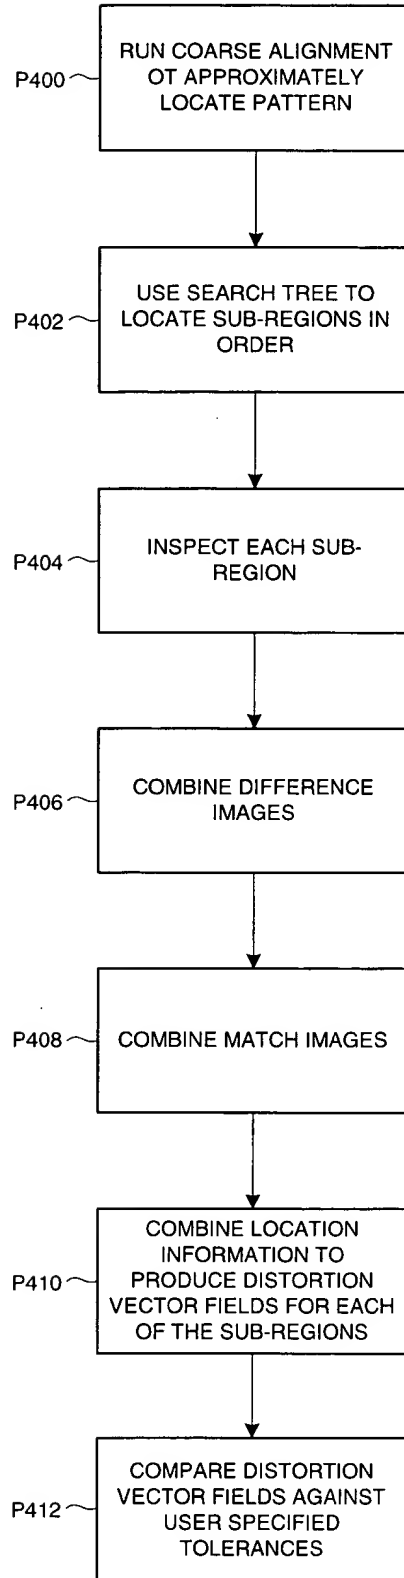 P400
RUN COARSE ALIGNMENT
OT APPROXIMATELY
LOCATE PATTERN
P402
USE SEARCH TREE TO
LOCATE SUB-REGIONS IN
ORDER
P404
INSPECT EACH SUB-
REGION
P406
COMBINE DIFFERENCE
IMAGES
P408
COMBINE MATCH IMAGES
P410
COMBINE LOCATION
INFORMATION TO
PRODUCE DISTORTION
VECTOR FIELDS FOR EACH
OF THE SUB-REGIONS
P412
COMPARE DISTORTION
VECTOR FIELDS AGAINST
USER SPECIFIED
TOLERANCES